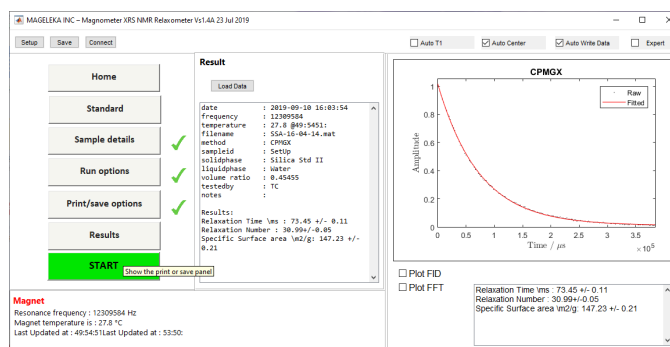 MAGELEKA INC – Magnometer XRS NMR Relaxometer Vs1.4A 23 Jul 2019
Setup Save Connect
Auto T1 Auto Center Auto Write Data Expert
Home
Standard
Sample details
Run options
Print/save options
Results
START
Show the print or save panel
Result
Load Data
date : 2019-09-10 16:03:54
frequency : 12309584
temperature : 27.8 @49:5451:
filename : SSA-16-04-14.mat
method : CPMGX
sampleid : SetUp
solidphase : Silica Std II
liquidphase : Water
volume ratio : 0.45455
testedby : TC
notes :
Results:
Relaxation Time \ms : 73.45 +/- 0.11
Relaxation Number : 30.99+/-0.05
Specific Surface area \m2/g: 147.23 +/-
0.21
CPMGX
Raw
Fitted
Amplitude
1
0.8
0.6
0.4
0.2
0
0 0.5 1.0 1.5 2.0 2.5 3.0 3.5
Time / μs
×10⁵
Plot FID
Plot FFT
Relaxation Time \ms : 73.45 +/- 0.11
Relaxation Number : 30.99+/-0.05
Specific Surface area \m2/g: 147.23 +/- 0.21
Magnet
Resonance frequency : 12309584 Hz
Magnet temperature is : 27.8 °C
Last Updated at : 49:54:51Last Updated at : 53:50: